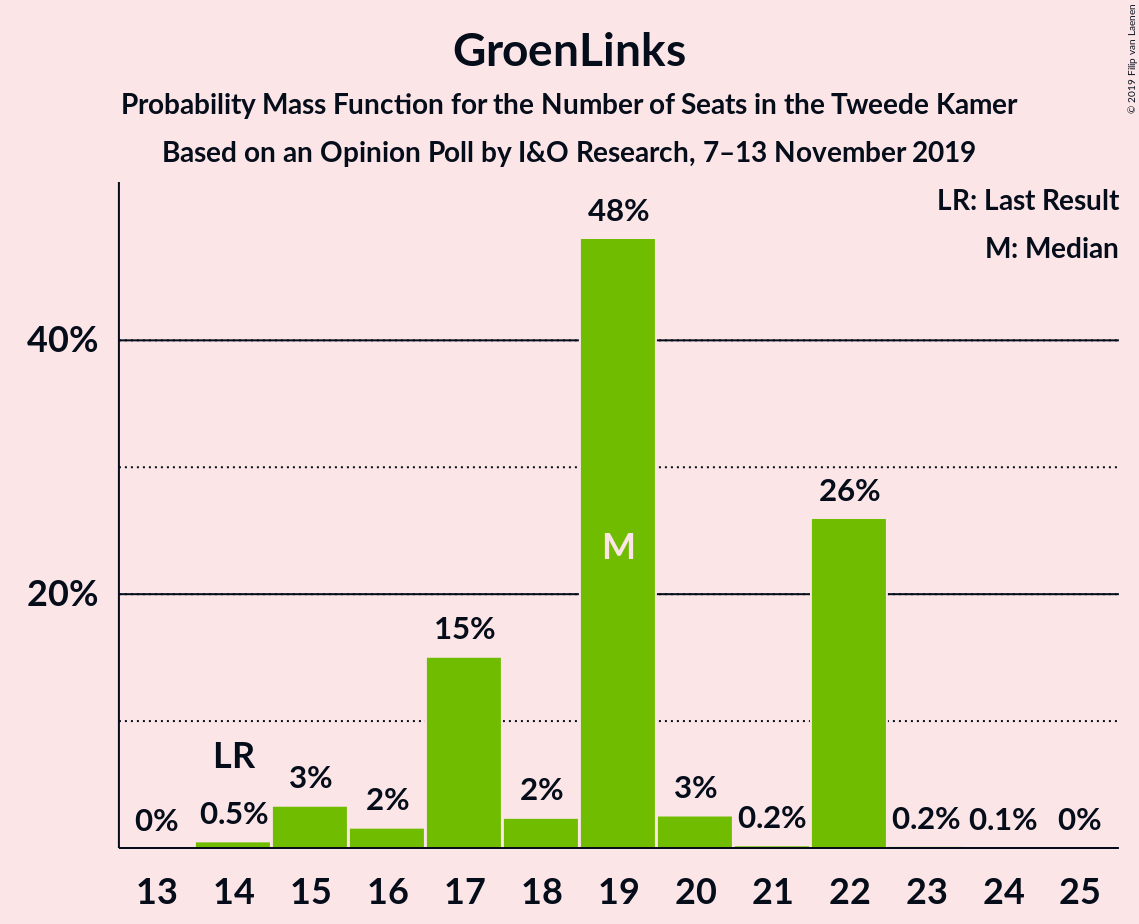 GroenLinks
Probability Mass Function for the Number of Seats in the Tweede Kamer
Based on an Opinion Poll by I&O Research, 7–13 November 2019
© 2019 Filip van Laenen
LR: Last Result
M: Median
40%
20%
0%
0.5%
LR
3%
2%
15%
2%
48%
M
3%
0.2%
26%
0.2%
0.1%
0%
13 14 15 16 17 18 19 20 21 22 23 24 25